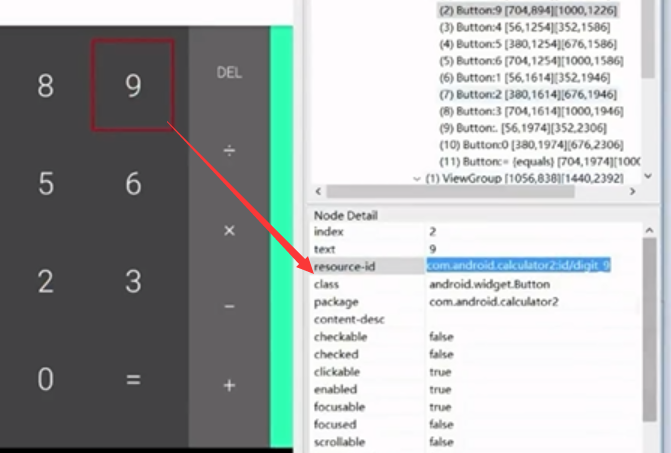 8 9 DEL
÷
5 6
×
2 3
−
0 = +
(2) Button:9 [704,894][1000,1226]
(3) Button:4 [56,1254][352,1586]
(4) Button:5 [380,1254][676,1586]
(5) Button:6 [704,1254][1000,1586]
(6) Button:1 [56,1614][352,1946]
(7) Button:2 [380,1614][676,1946]
(8) Button:3 [704,1614][1000,1946]
(9) Button:. [56,1974][352,2306]
(10) Button:0 [380,1974][676,2306]
(11) Button:= {equals} [704,1974][1000
(1) ViewGroup [1056,838][1440,2392]
Node Detail
index 2
text 9
resource-id com.android.calculator2:id/digit_9
class android.widget.Button
package com.android.calculator2
content-desc
checkable false
checked false
clickable true
enabled true
focusable true
focused false
scrollable false